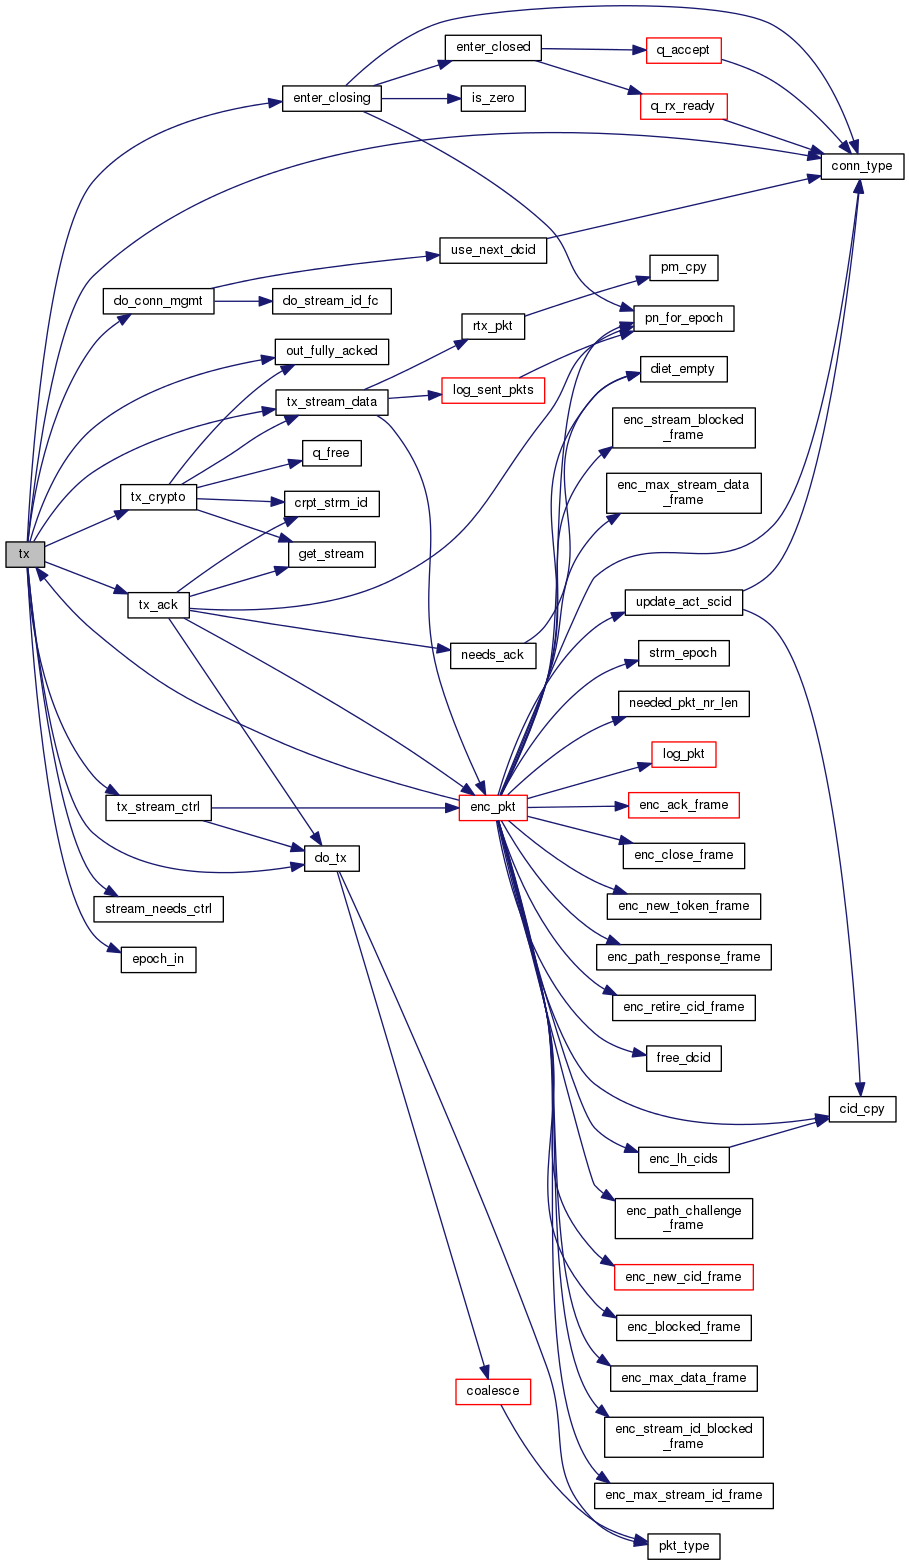 enter_closed
q_accept
enter_closing
is_zero
q_rx_ready
conn_type
use_next_dcid
pm_cpy
do_conn_mgmt
do_stream_id_fc
rtx_pkt
pn_for_epoch
out_fully_acked
diet_empty
tx_stream_data
log_sent_pkts
enc_stream_blocked
_frame
q_free
tx_crypto
crpt_strm_id
enc_max_stream_data
_frame
tx
get_stream
tx_ack
update_act_scid
needs_ack
strm_epoch
needed_pkt_nr_len
log_pkt
tx_stream_ctrl
enc_pkt
enc_ack_frame
do_tx
enc_close_frame
stream_needs_ctrl
enc_new_token_frame
epoch_in
enc_path_response_frame
enc_retire_cid_frame
free_dcid
cid_cpy
enc_lh_cids
enc_path_challenge
_frame
enc_new_cid_frame
enc_blocked_frame
enc_max_data_frame
coalesce
enc_stream_id_blocked
_frame
enc_max_stream_id_frame
pkt_type